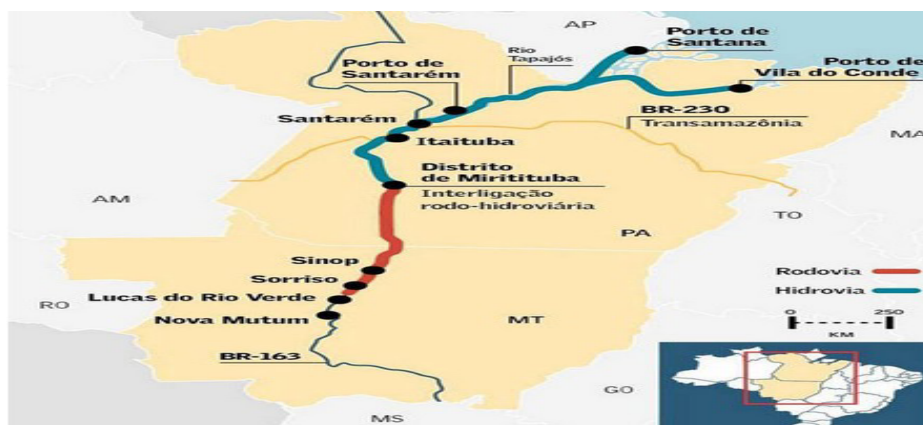 AP
Porto de
Santana
Rio
Tapajós
Porto de
Vila do Conde
Porto de
Santarém
BR-230
Transamazônia
Santarém
MA
Itaituba
Distrito
de Miritituba
Interligação
rodo-hidroviária
AM
TO
PA
Sinop
Sorriso
Rodovia
Lucas do Rio Verde
Hidrovia
RO
Nova Mutum
MT
0
250
KM
BR-163
GO
MS